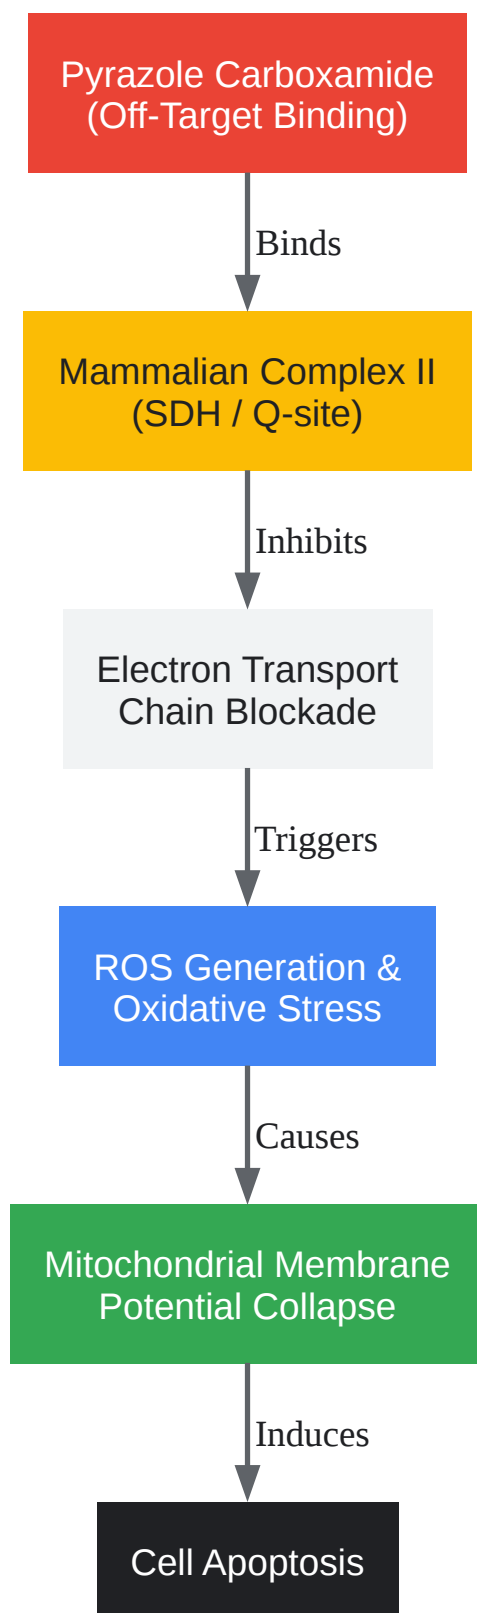 Pyrazole Carboxamide
(Off-Target Binding)
Binds
Mammalian Complex II
(SDH / Q-site)
Inhibits
Electron Transport
Chain Blockade
Triggers
ROS Generation &
Oxidative Stress
Causes
Mitochondrial Membrane
Potential Collapse
Induces
Cell Apoptosis